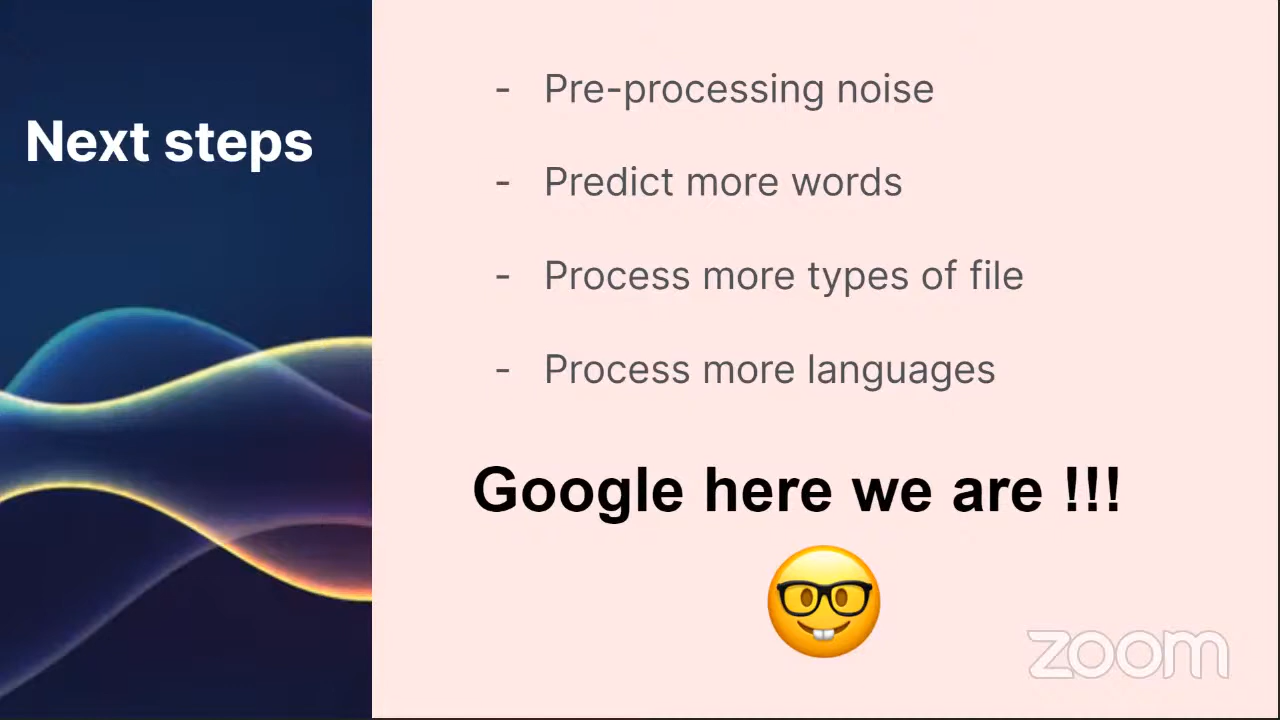 Next steps
- Pre-processing noise
- Predict more words
- Process more types of file
- Process more languages
Google here we are !!!
zoom